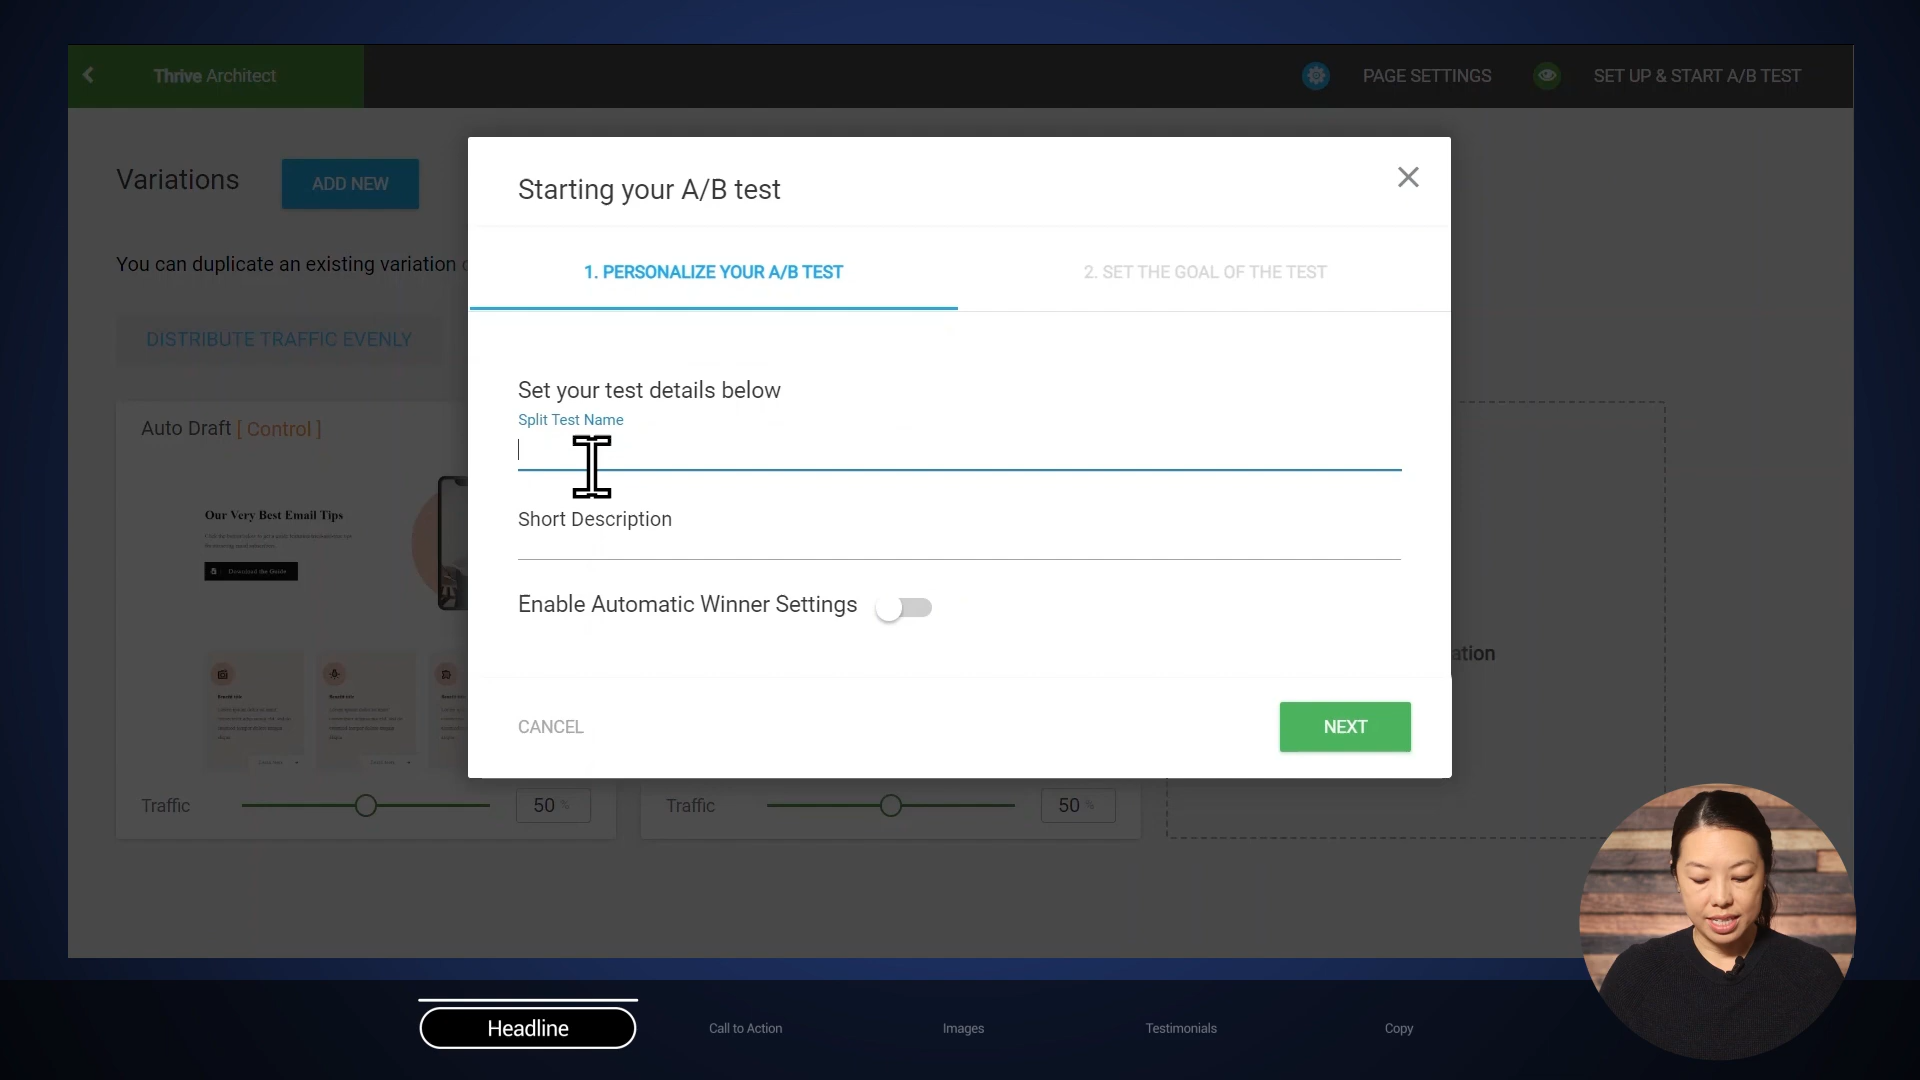 Thrive Architect
PAGE SETTINGS
SET UP & START A/B TEST
Variations
ADD NEW
You can duplicate an existing variation
DISTRIBUTE TRAFFIC EVENLY
Starting your A/B test
1. PERSONALIZE YOUR A/B TEST
2. SET THE GOAL OF THE TEST
Set your test details below
Split Test Name
Short Description
Enable Automatic Winner Settings
CANCEL
NEXT
Auto Draft [ Control ]
Our Very Best Email Tips
Download the Guide
Traffic
50 %
Traffic
50 %
Headline
Call to Action
Images
Testimonials
Copy